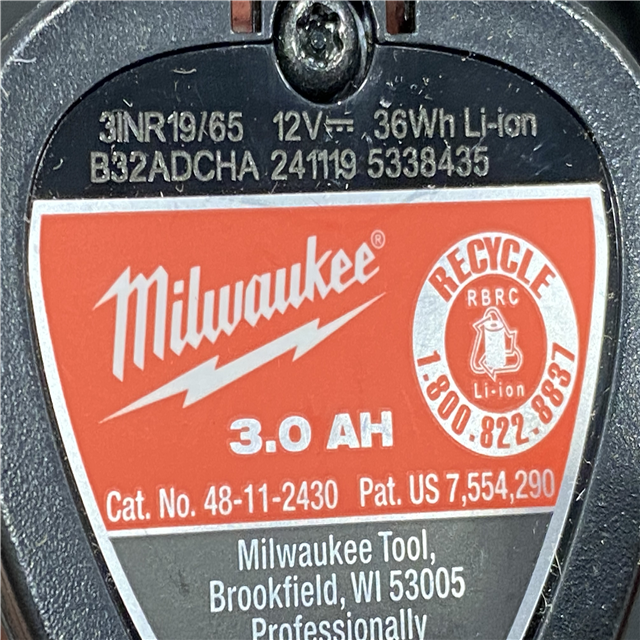 3INR19/65 12V⎓ 36Wh Li-ion
B32ADCHA 241119 5338435
Milwaukee®
RECYCLE
RBRC
Li-ion
1.800.822.8837
3.0 AH
Cat. No. 48-11-2430 Pat. US 7,554,290
Milwaukee Tool,
Brookfield, WI 53005
Professionally